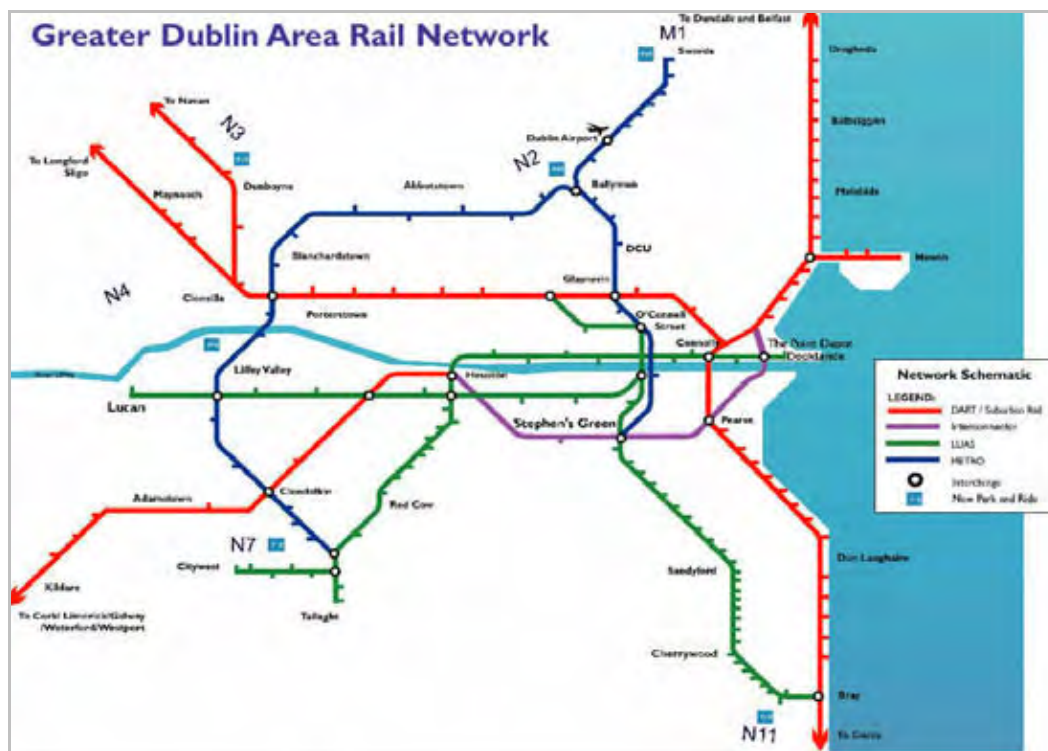 Greater Dublin Area Rail Network
M1
To Dundalk and Belfast
Swords
Drogheda
To Navan
N3
Balbriggan
Dublin Airport
N2
To Longford
Sligo
Maynooth
Dunboyne
Abbotstown
Ballymun
Malahide
DCU
Blanchardstown
Howth
Glasnevin
N4
Clonsilla
Porterstown
O'Connell
Street
Connolly
The Point Depot
Docklands
River Liffey
Liffey Valley
Heuston
Network Schematic
Lucan
LEGEND:
DART / Suburban Rail
Stephen's Green
Pearse
Interconnector
LUAS
METRO
Interchange
New Park and Ride
Clondalkin
Adamstown
Red Cow
N7
Citywest
Dun Laoghaire
Sandyford
Kildare
Tallaght
To Cork/ Limerick/Galway
/Waterford/Westport
Cherrywood
Bray
N11